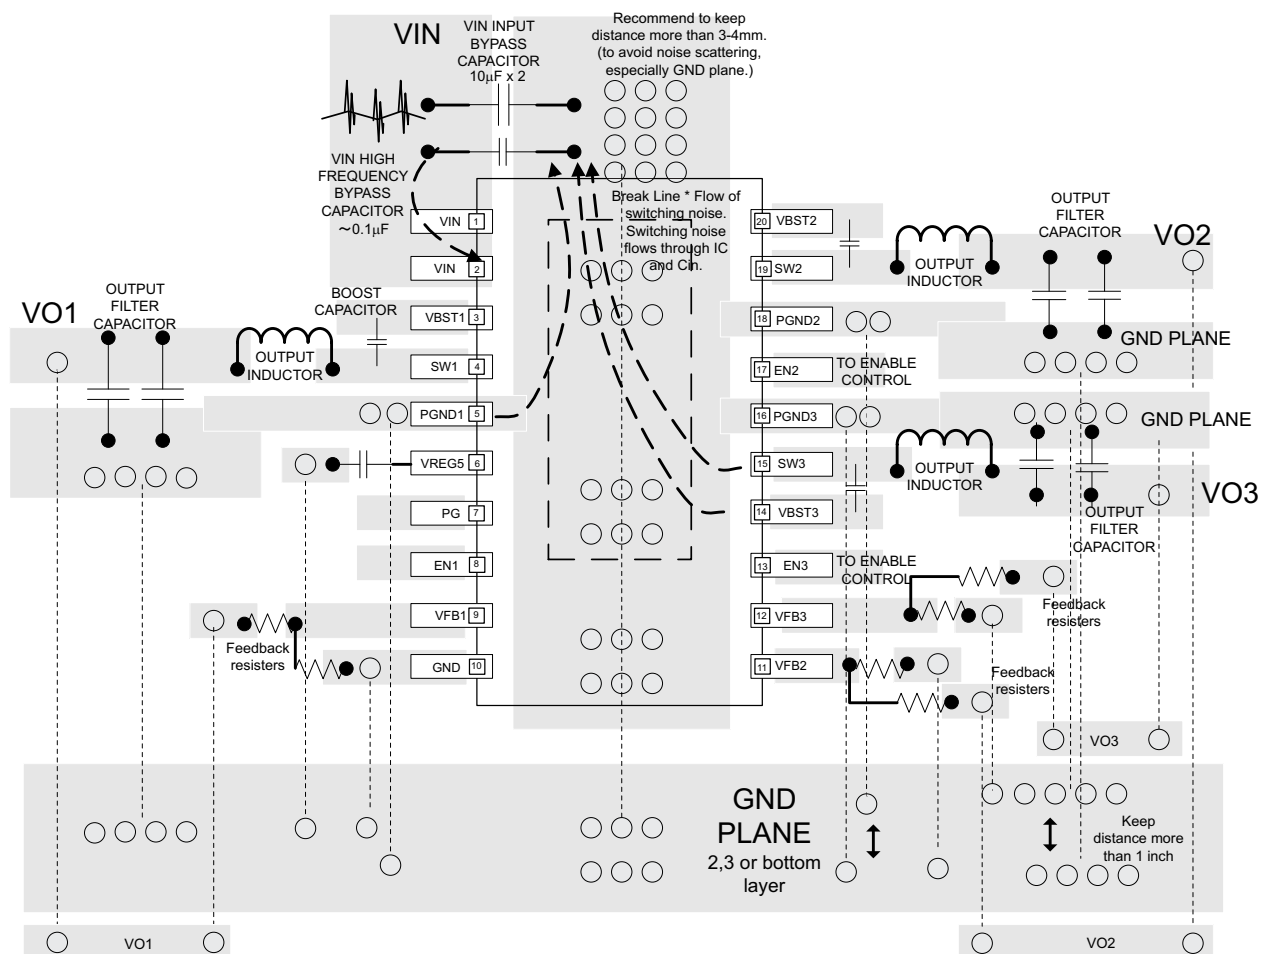 VIN
VIN INPUT
BYPASS
CAPACITOR
10μF x 2
Recommend to keep
distance more than 3-4mm.
(to avoid noise scattering,
especially GND plane.)
VIN HIGH
FREQUENCY
BYPASS
CAPACITOR
~0.1μF
Break Line * Flow of
switching noise.
Switching noise
flows through IC
and Cin.
VIN 1
VIN 2
VBST1 3
SW1 4
PGND1 5
VREG5 6
PG 7
EN1 8
VFB1 9
GND 10
20 VBST2
19 SW2
18 PGND2
17 EN2
16 PGND3
15 SW3
14 VBST3
13 EN3
12 VFB3
11 VFB2
BOOST
CAPACITOR
VO1
OUTPUT
FILTER
CAPACITOR
OUTPUT
INDUCTOR
OUTPUT
INDUCTOR
OUTPUT
FILTER
CAPACITOR
VO2
GND PLANE
TO ENABLE
CONTROL
GND PLANE
OUTPUT
INDUCTOR
VO3
OUTPUT
FILTER
CAPACITOR
TO ENABLE
CONTROL
Feedback
resisters
Feedback
resisters
Feedback
resisters
VO3
GND
PLANE
2,3 or bottom
layer
Keep
distance more
than 1 inch
VO1
VO2